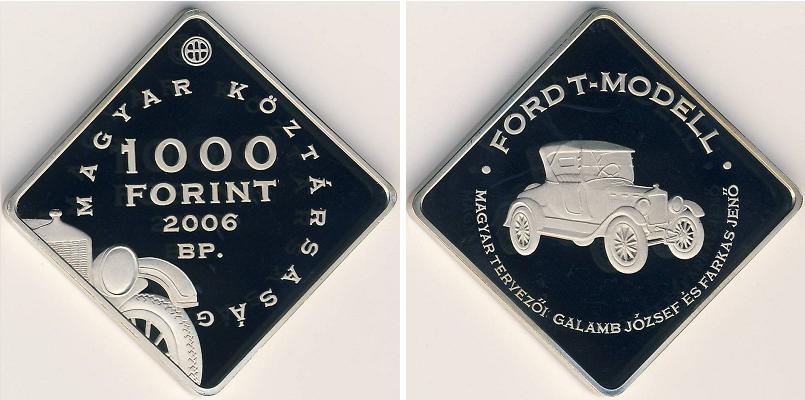 MAGYAR KÖZTÁRSASÁG
1000
FORINT
2006
BP.
• FORD T-MODELL •
MAGYAR TERVEZŐI: GALAMB JÓZSEF ÉS FARKAS JENŐ